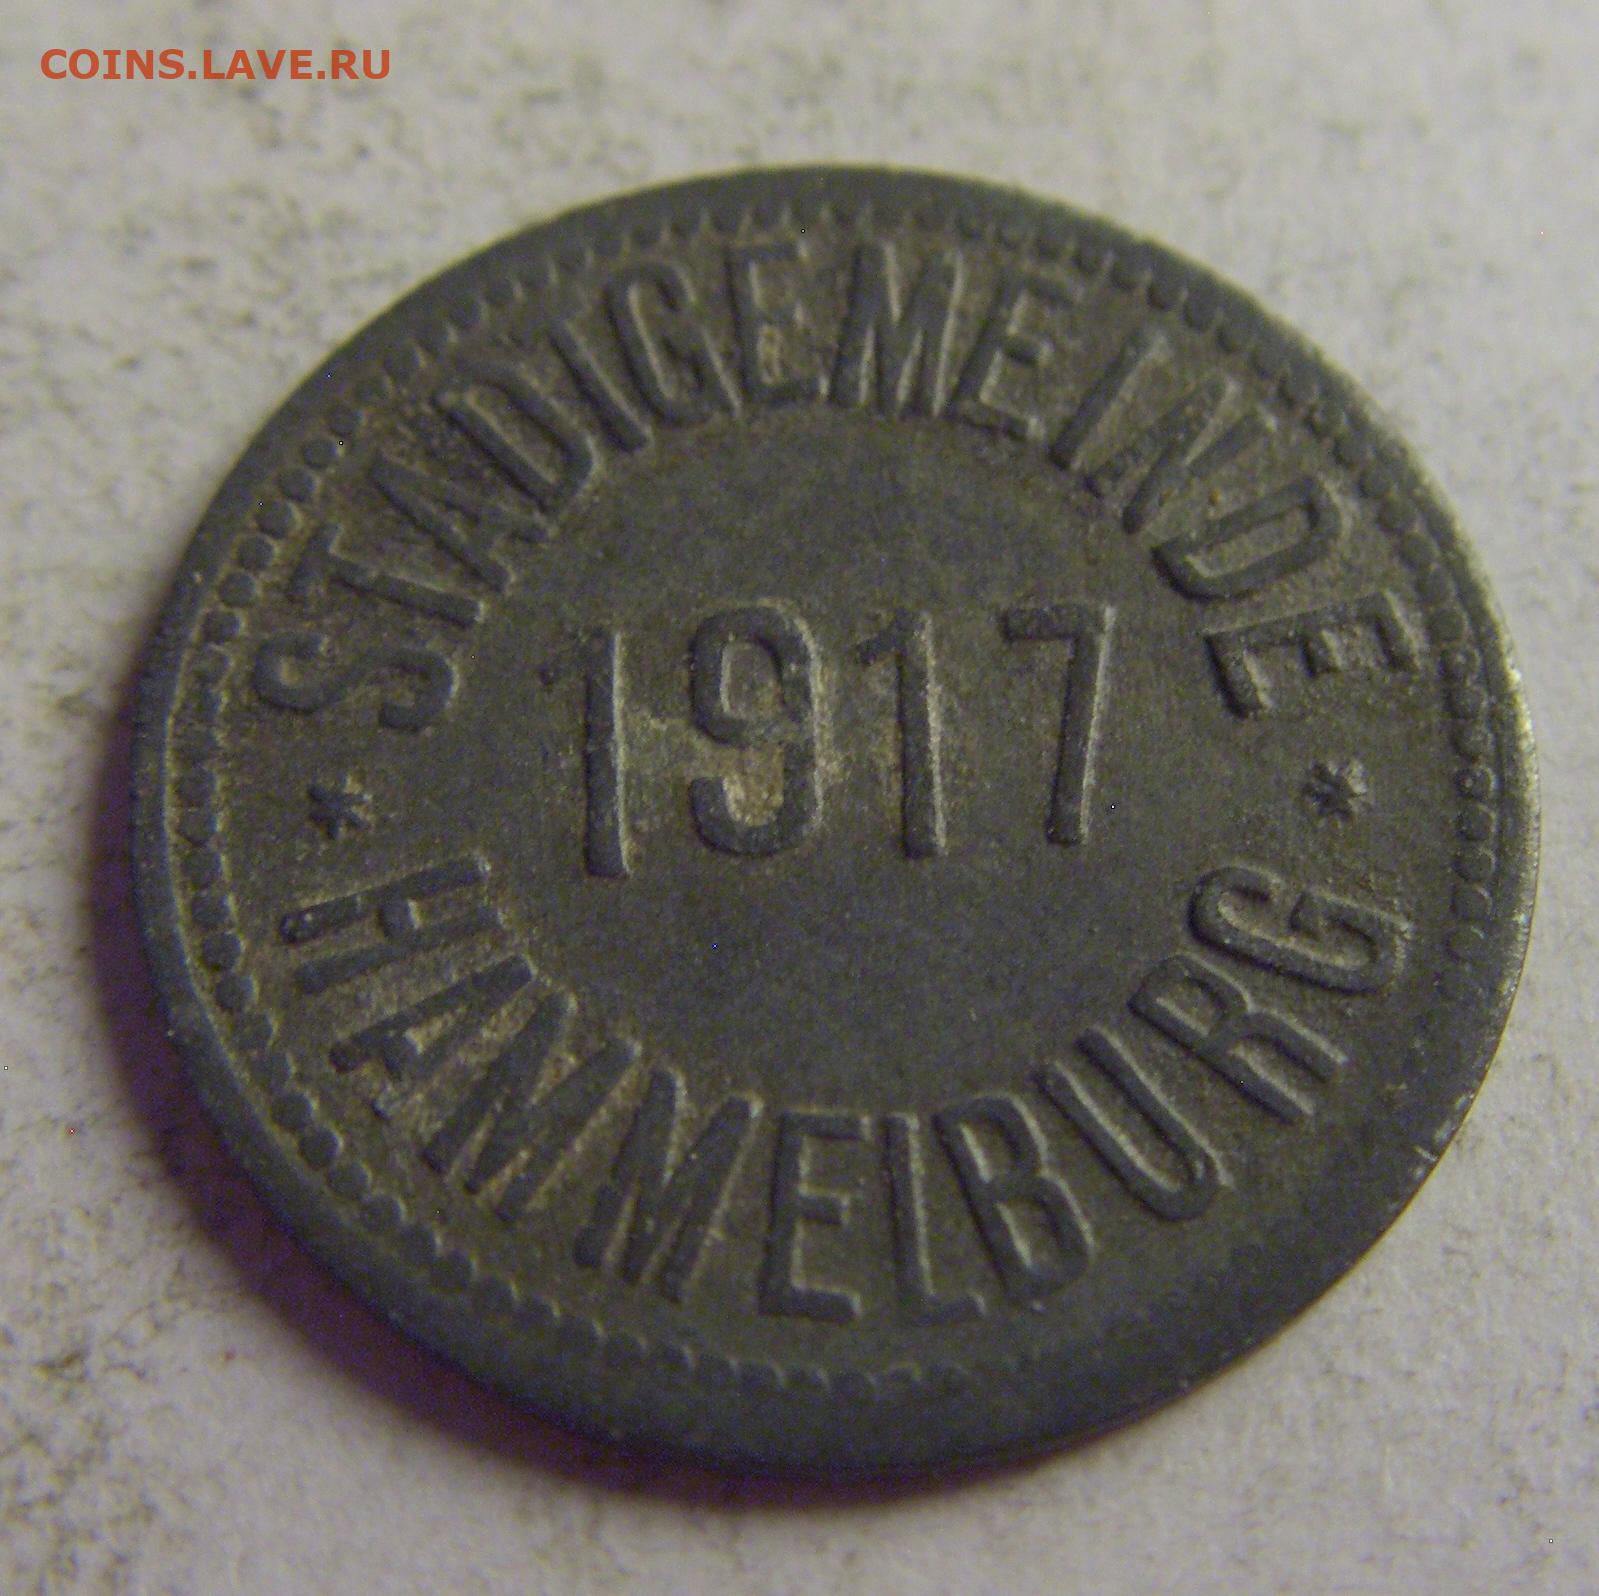 COINS.LAVE.RU
STADTGEMEINDE
1917
* HAMMELBURG *